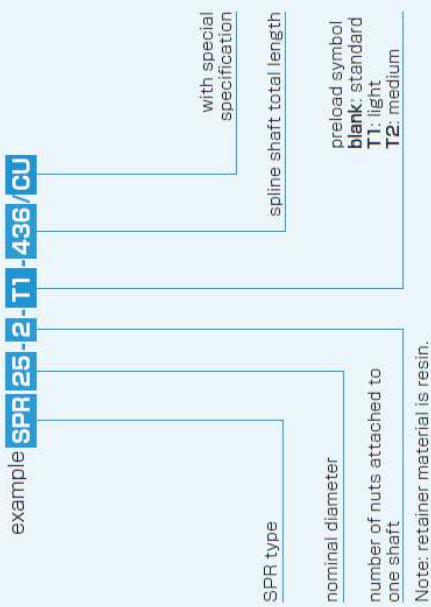 example SPR 25-2-T1-436/CU
SPR type
nominal diameter
number of nuts attached to
one shaft
with special
specification
spline shaft total length
preload symbol
blank: standard
T1: light
T2: medium
Note: retainer material is resin.